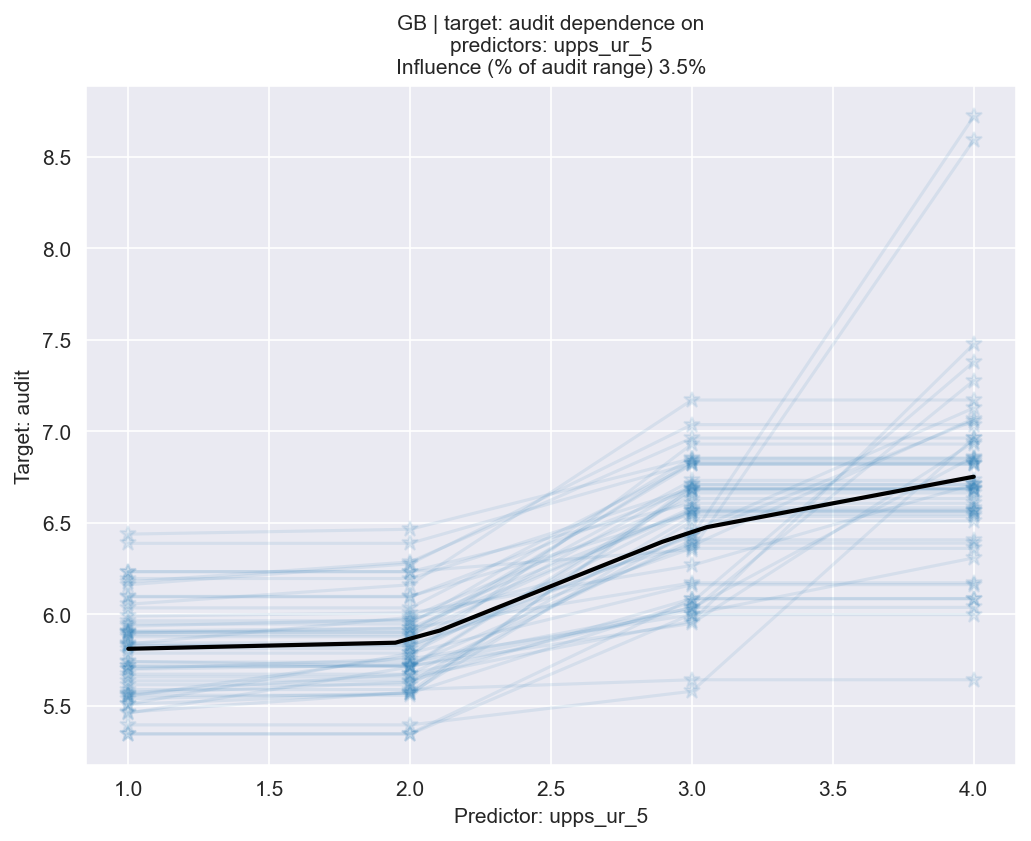 GB | target: audit dependence on
predictors: upps_ur_5
Influence (% of audit range) 3.5%
Target: audit
8.5
8.0
7.5
7.0
6.5
6.0
5.5
1.0 1.5 2.0 2.5 3.0 3.5 4.0
Predictor: upps_ur_5